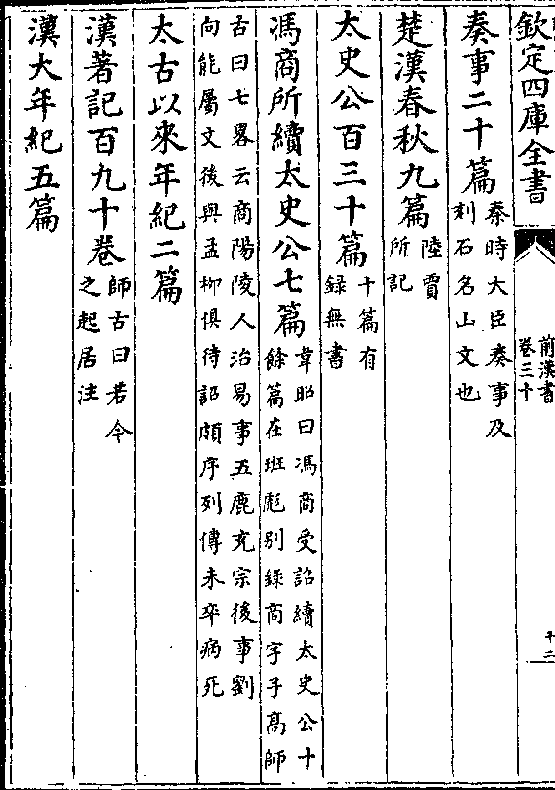 欽定四庫全書
前漢書
卷三十
十二
奏事二十篇秦時大臣奏事及
刻石名山文也
楚漢春秋九篇陸賈
所記
太史公百三十篇十篇有
録無書
馮商所續太史公七篇韋昭曰馮商受詔續太史公十
餘篇在班彪别録商字子髙師
古曰七畧云商陽陵人治易事五鹿充宗後事劉
向能屬文後與孟栁俱待詔頗序列傳未卒病死
太古以來年紀二篇
漢著記百九十卷師古曰若今
之起居注
漢大年紀五篇